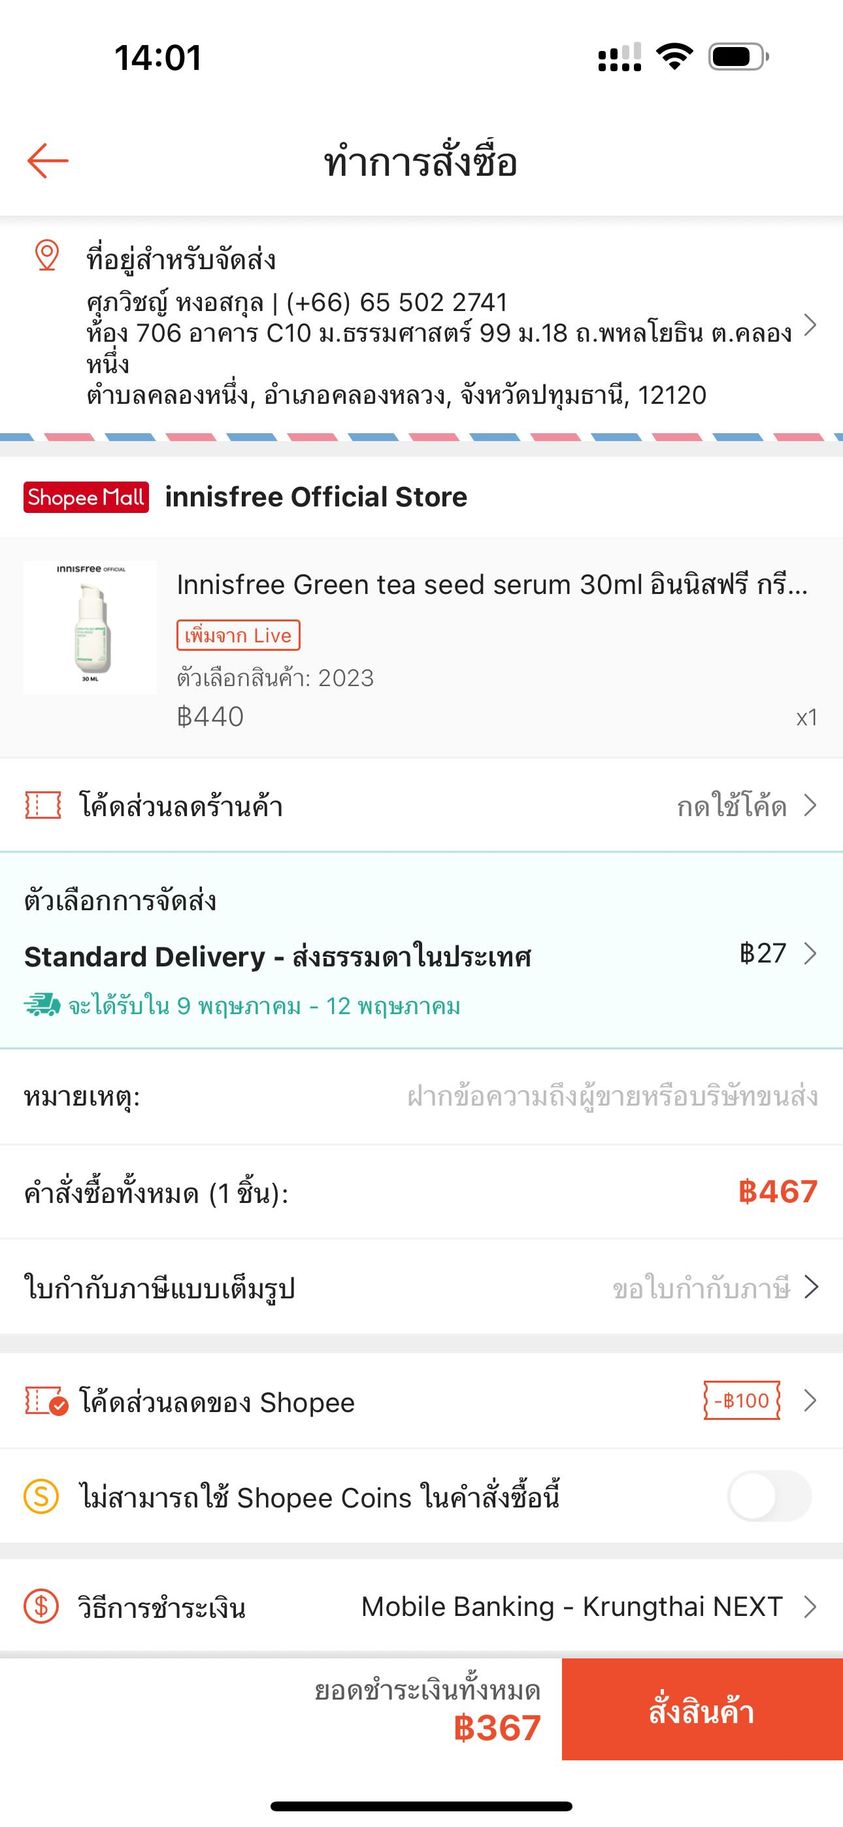 14:01
ทำการสั่งซื้อ
ที่อยู่สำหรับจัดส่ง
ศุภวิชญ์ หงอสกุล | (+66) 65 502 2741
ห้อง 706 อาคาร C10 ม.ธรรมศาสตร์ 99 ม.18 ถ.พหลโยธิน ต.คลอง
หนึ่ง
ตำบลคลองหนึ่ง, อำเภอคลองหลวง, จังหวัดปทุมธานี, 12120
Shopee Mall innisfree Official Store
innisfree OFFICIAL
30 ML
Innisfree Green tea seed serum 30ml อินนิสฟรี กรี...
เพิ่มจาก Live
ตัวเลือกสินค้า: 2023
฿440 x1
โค้ดส่วนลดร้านค้า กดใช้โค้ด
ตัวเลือกการจัดส่ง
Standard Delivery - ส่งธรรมดาในประเทศ ฿27
จะได้รับใน 9 พฤษภาคม - 12 พฤษภาคม
หมายเหตุ: ฝากข้อความถึงผู้ขายหรือบริษัทขนส่ง
คำสั่งซื้อทั้งหมด (1 ชิ้น): ฿467
ใบกำกับภาษีแบบเต็มรูป ขอใบกำกับภาษี
โค้ดส่วนลดของ Shopee -฿100
ไม่สามารถใช้ Shopee Coins ในคำสั่งซื้อนี้
วิธีการชำระเงิน Mobile Banking - Krungthai NEXT
ยอดชำระเงินทั้งหมด
฿367
สั่งสินค้า